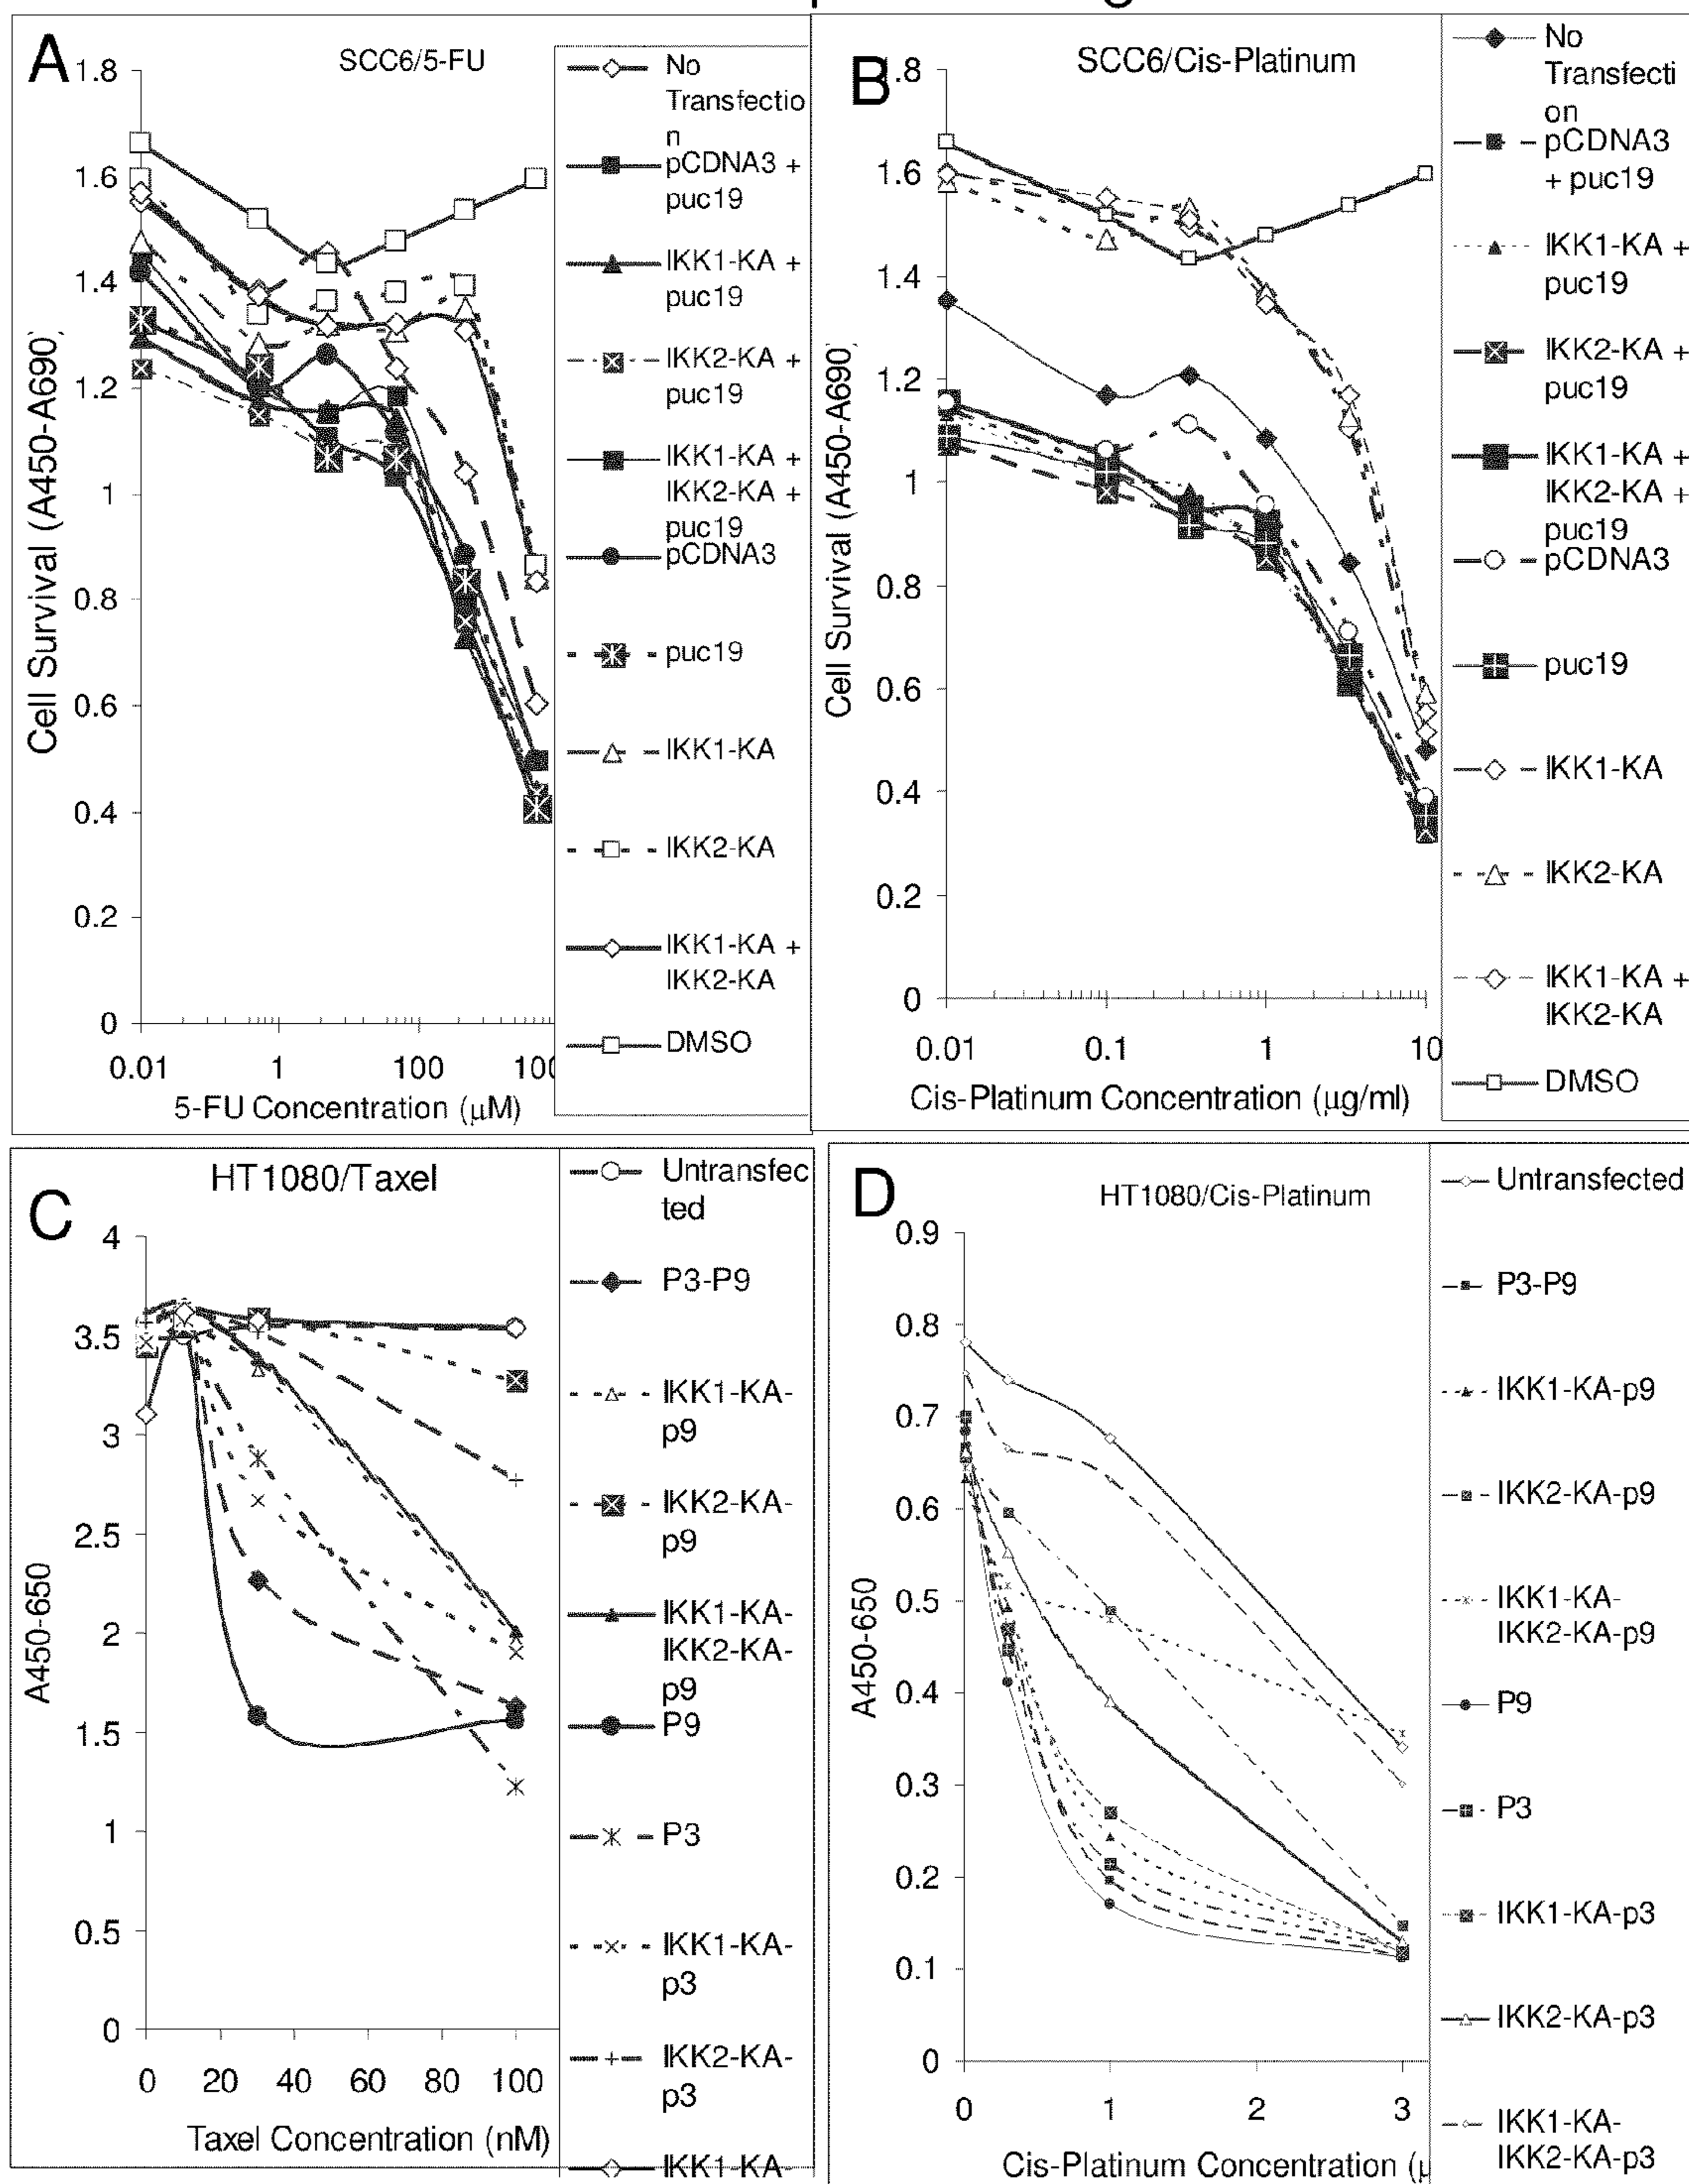 A
SCC6/5-FU
1.8
1.6
1.4
1.2
1
0.8
0.6
0.4
0.2
0
Cell Survival (A450-A690)
0.01 1 100 100
5-FU Concentration (μM)
No
Transfectio
n
pCDNA3 +
puc19
IKK1-KA +
puc19
IKK2-KA +
puc19
IKK1-KA +
IKK2-KA +
puc19
pCDNA3
puc19
IKK1-KA
IKK2-KA
IKK1-KA +
IKK2-KA
DMSO
B
SCC6/Cis-Platinum
.8
1.6
1.4
1.2
1
0.8
0.6
0.4
0.2
0
Cell Survival (A450-A690)
0.01 0.1 1 10
Cis-Platinum Concentration (μg/ml)
No
Transfecti
on
pCDNA3
+ puc19
IKK1-KA +
puc19
IKK2-KA +
puc19
IKK1-KA +
IKK2-KA +
puc19
pCDNA3
puc19
IKK1-KA
IKK2-KA
IKK1-KA +
IKK2-KA
DMSO
C
HT1080/Taxel
4
3.5
3
2.5
2
1.5
1
0.5
0
A450-650
0 20 40 60 80 100
Taxel Concentration (nM)
Untransfec
ted
P3-P9
IKK1-KA-
p9
IKK2-KA-
p9
IKK1-KA-
IKK2-KA-
p9
P9
P3
IKK1-KA-
p3
IKK2-KA-
p3
IKK1-KA-
D
HT1080/Cis-Platinum
0.9
0.8
0.7
0.6
0.5
0.4
0.3
0.2
0.1
0
A450-650
0 1 2 3
Cis-Platinum Concentration (μ
Untransfected
P3-P9
IKK1-KA-p9
IKK2-KA-p9
IKK1-KA-
IKK2-KA-p9
P9
P3
IKK1-KA-p3
IKK2-KA-p3
IKK1-KA-
IKK2-KA-p3